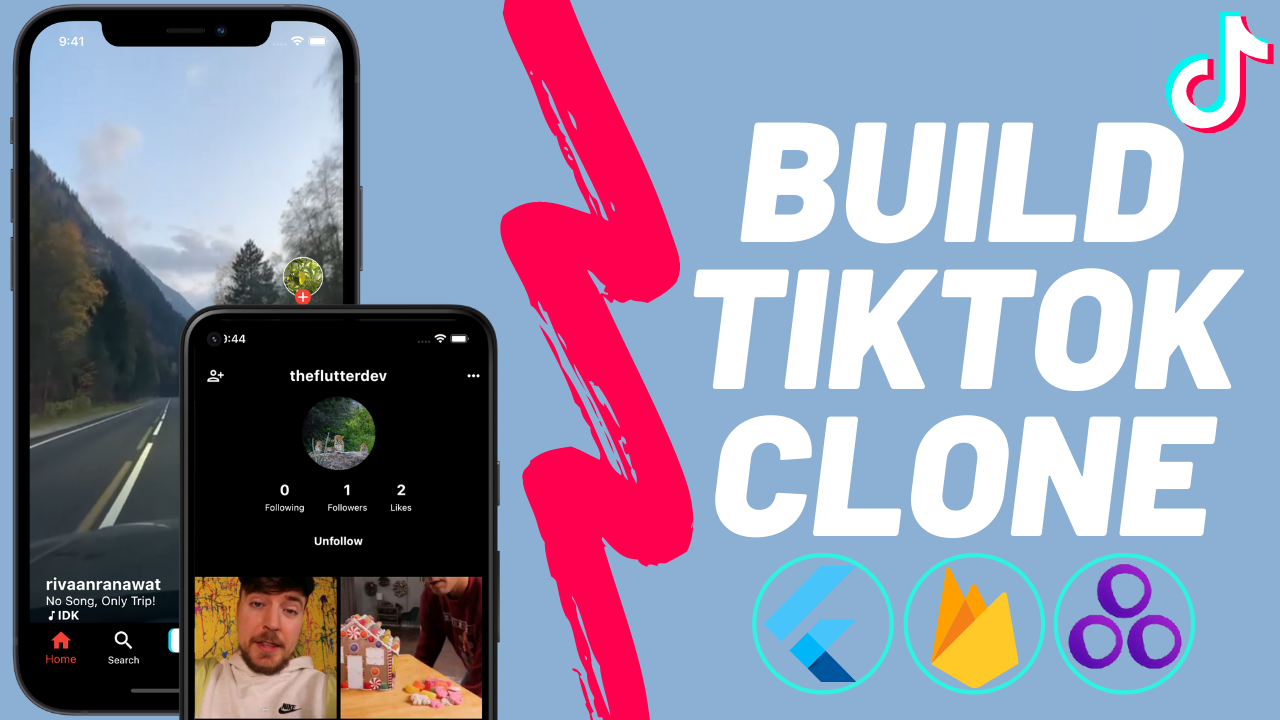 9:41
rivaanranawat
No Song, Only Trip!
IDK
Home
Search
9:44
theflutterdev
0
1
2
Following
Followers
Likes
Unfollow
BUILD
TIKTOK
CLONE